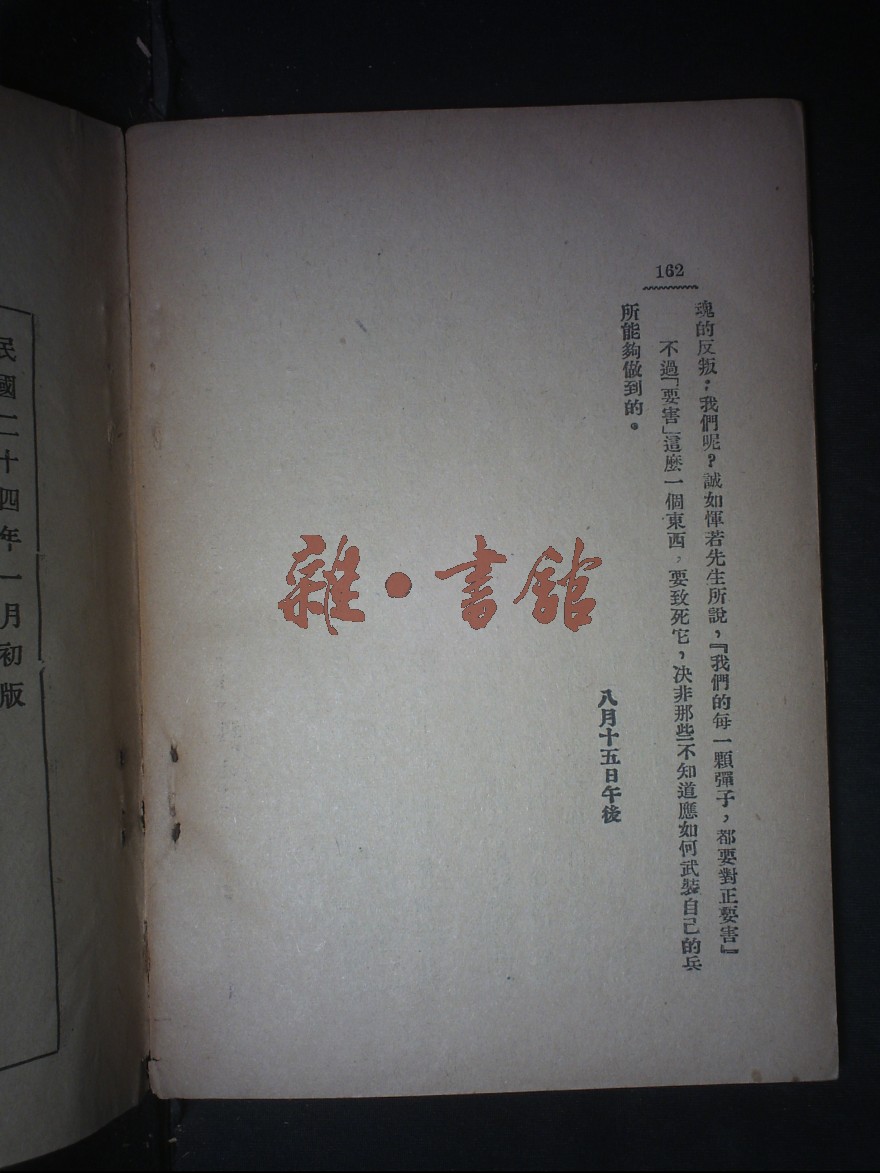 162
魂的反叛；我們呢？誠如惲若先生所說，『我們的每一顆彈子，都要對正要害』
不過「要害」這麼一個東西，要致死它，决非那些不知道應如何武裝自己的兵
所能夠做到的。
八月十五日午後
雜·書館
民國二十四年一月初版